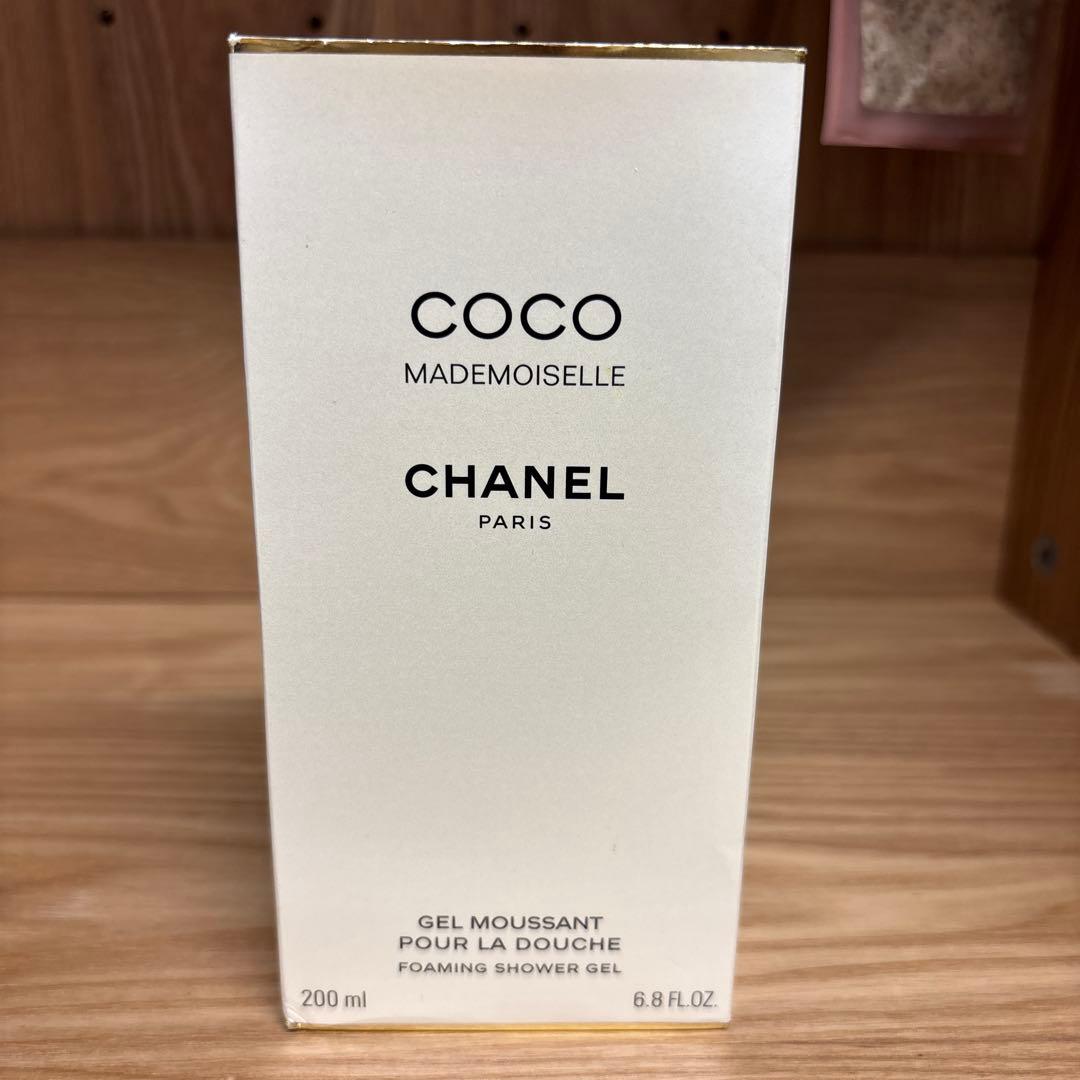 COCO
MADEMOISELLE
CHANEL
PARIS
GEL MOUSSANT
POUR LA DOUCHE
FOAMING SHOWER GEL
200 ml
6.8 FL.OZ.